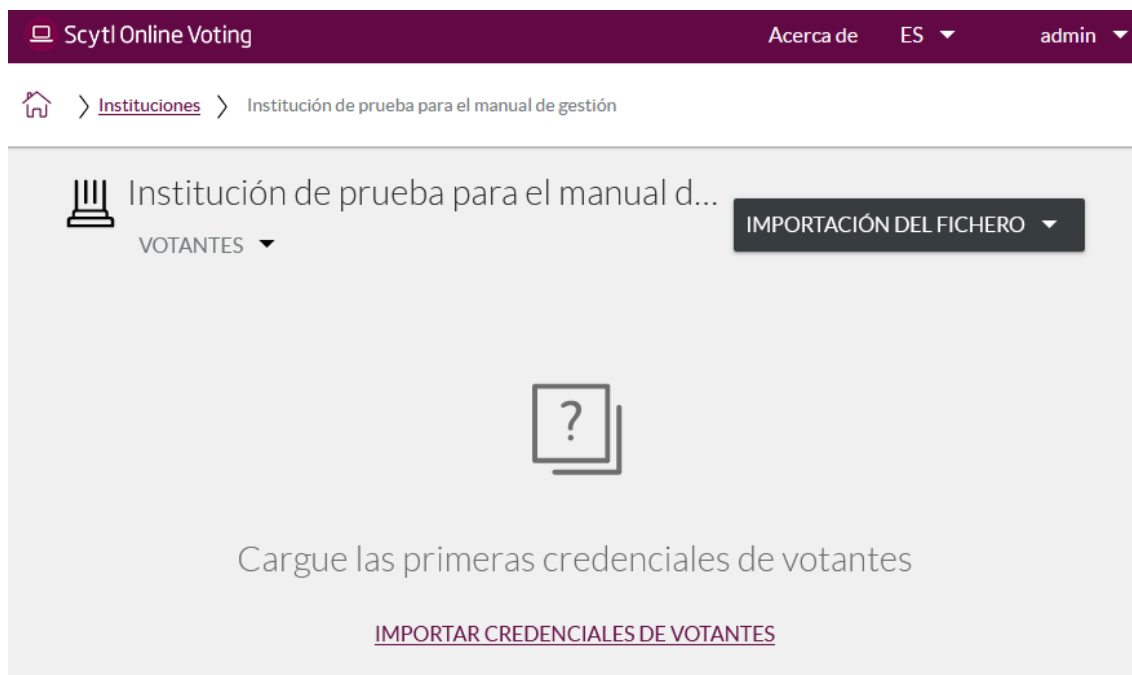 Scytl Online Voting Acerca de ES admin
Instituciones Institución de prueba para el manual de gestión
Institución de prueba para el manual d...
IMPORTACIÓN DEL FICHERO
VOTANTES
?
Cargue las primeras credenciales de votantes
IMPORTAR CREDENCIALES DE VOTANTES